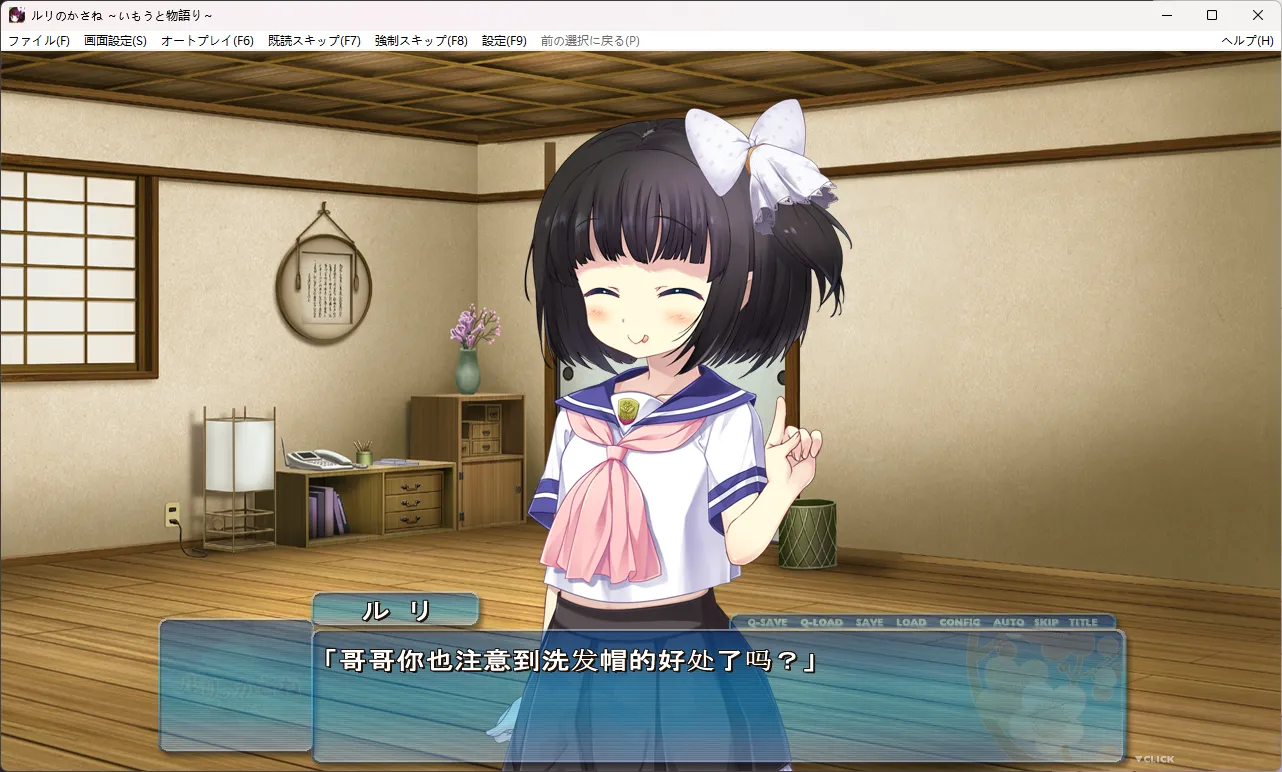 ルリのかさね ～いもうと物語り～
ファイル(F) 画面設定(S) オートプレイ(F6) 既読スキップ(F7) 強制スキップ(F8) 設定(F9) 前の選択に戻る(P) ヘルプ(H)
ルリ
Q-SAVE Q-LOAD SAVE LOAD CONFIG AUTO SKIP TITLE
「哥哥你也注意到洗发帽的好处了吗？」
▼CLICK